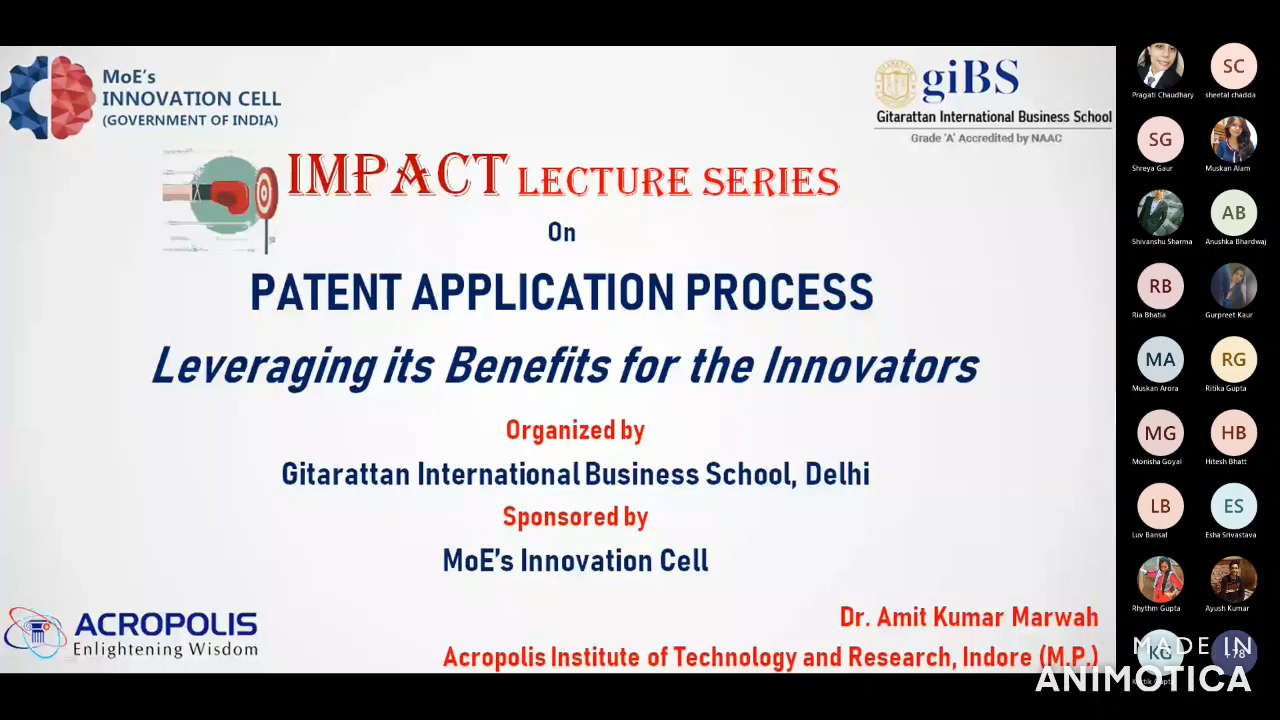 MoE's
INNOVATION CELL
(GOVERNMENT OF INDIA)
giBS
Gitarattan International Business School
Grade 'A' Accredited by NAAC
IMPACT LECTURE SERIES
On
PATENT APPLICATION PROCESS
Leveraging its Benefits for the Innovators
Organized by
Gitarattan International Business School, Delhi
Sponsored by
MoE's Innovation Cell
ACROPOLIS
Enlightening Wisdom
Dr. Amit Kumar Marwah
Acropolis Institute of Technology and Research, Indore (M.P.)
SC
Pragati Chaudhary
sheetal chadda
SG
Shreya Gaur
Muskan Alam
AB
Shivanshu Sharma
Anushka Bhardwaj
RB
Ria Bhatia
Gurpreet Kaur
MA
RG
Muskan Arora
Ritika Gupta
MG
HB
Monisha Goyal
Hitesh Bhatt
LB
ES
Luv Bansal
Esha Srivastava
Rhythm Gupta
Ayush Kumar
KG
+78
MADE IN
ANIMOTICA